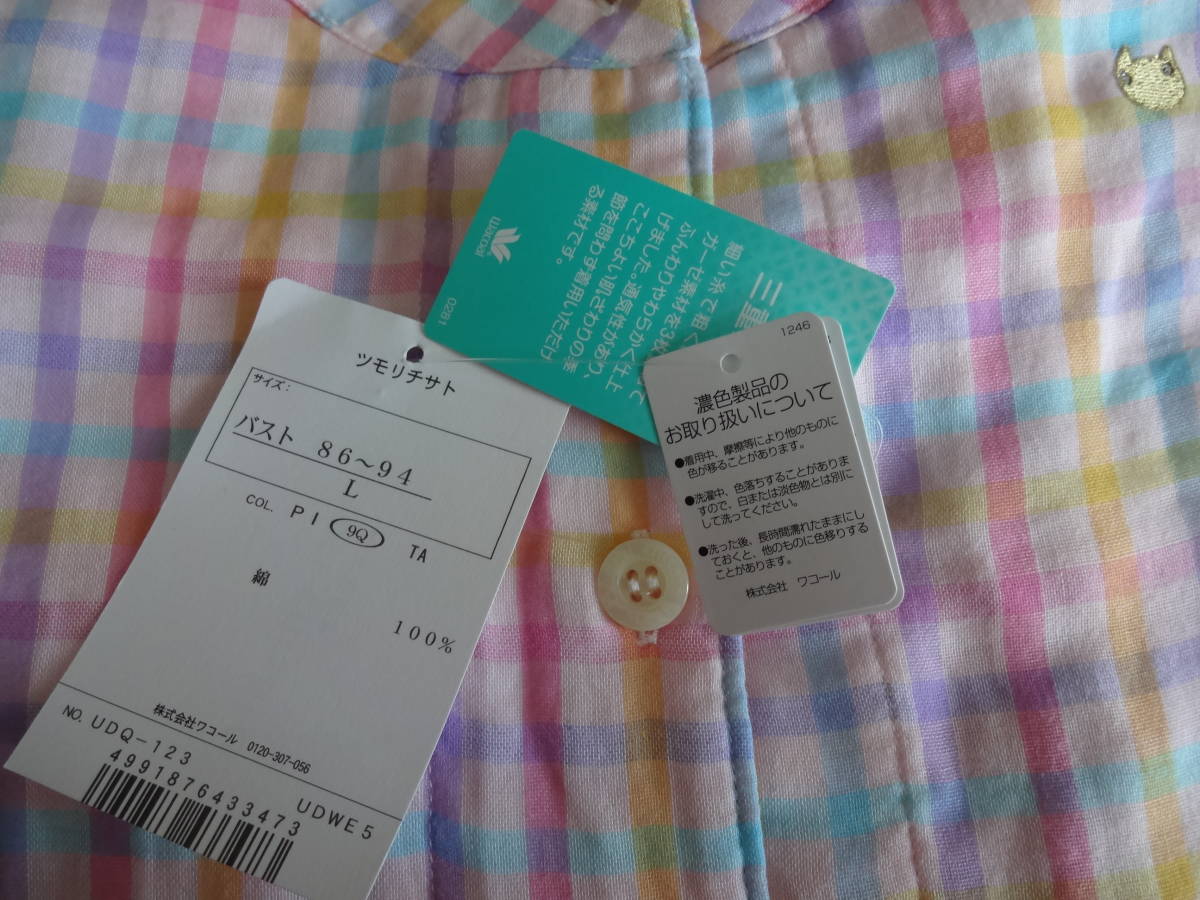 ツモリチサト
サイズ:
バスト 86~94
L
COL. PI 9Q TA
綿
100%
株式会社ワコール 0120-307-056
NO. UDQ-123
UDWE5
4991876433473
wacoal
0281
三重
細い糸で粗く
ガーゼ素材を3
ふんわりやわらかく仕上
げました。通気性があり、
ここちよい肌ざわりの季
節を問わず着用いただけ
る素材です。
1246
濃色製品の
お取り扱いについて
●着用中、摩擦等により他のものに
色が移ることがあります。
●洗濯中、色落ちすることがありま
すので、白または淡色物とは別に
して洗ってください。
●洗った後、長時間濡れたままにし
ておくと、他のものに色移りする
ことがあります。
株式会社 ワコール